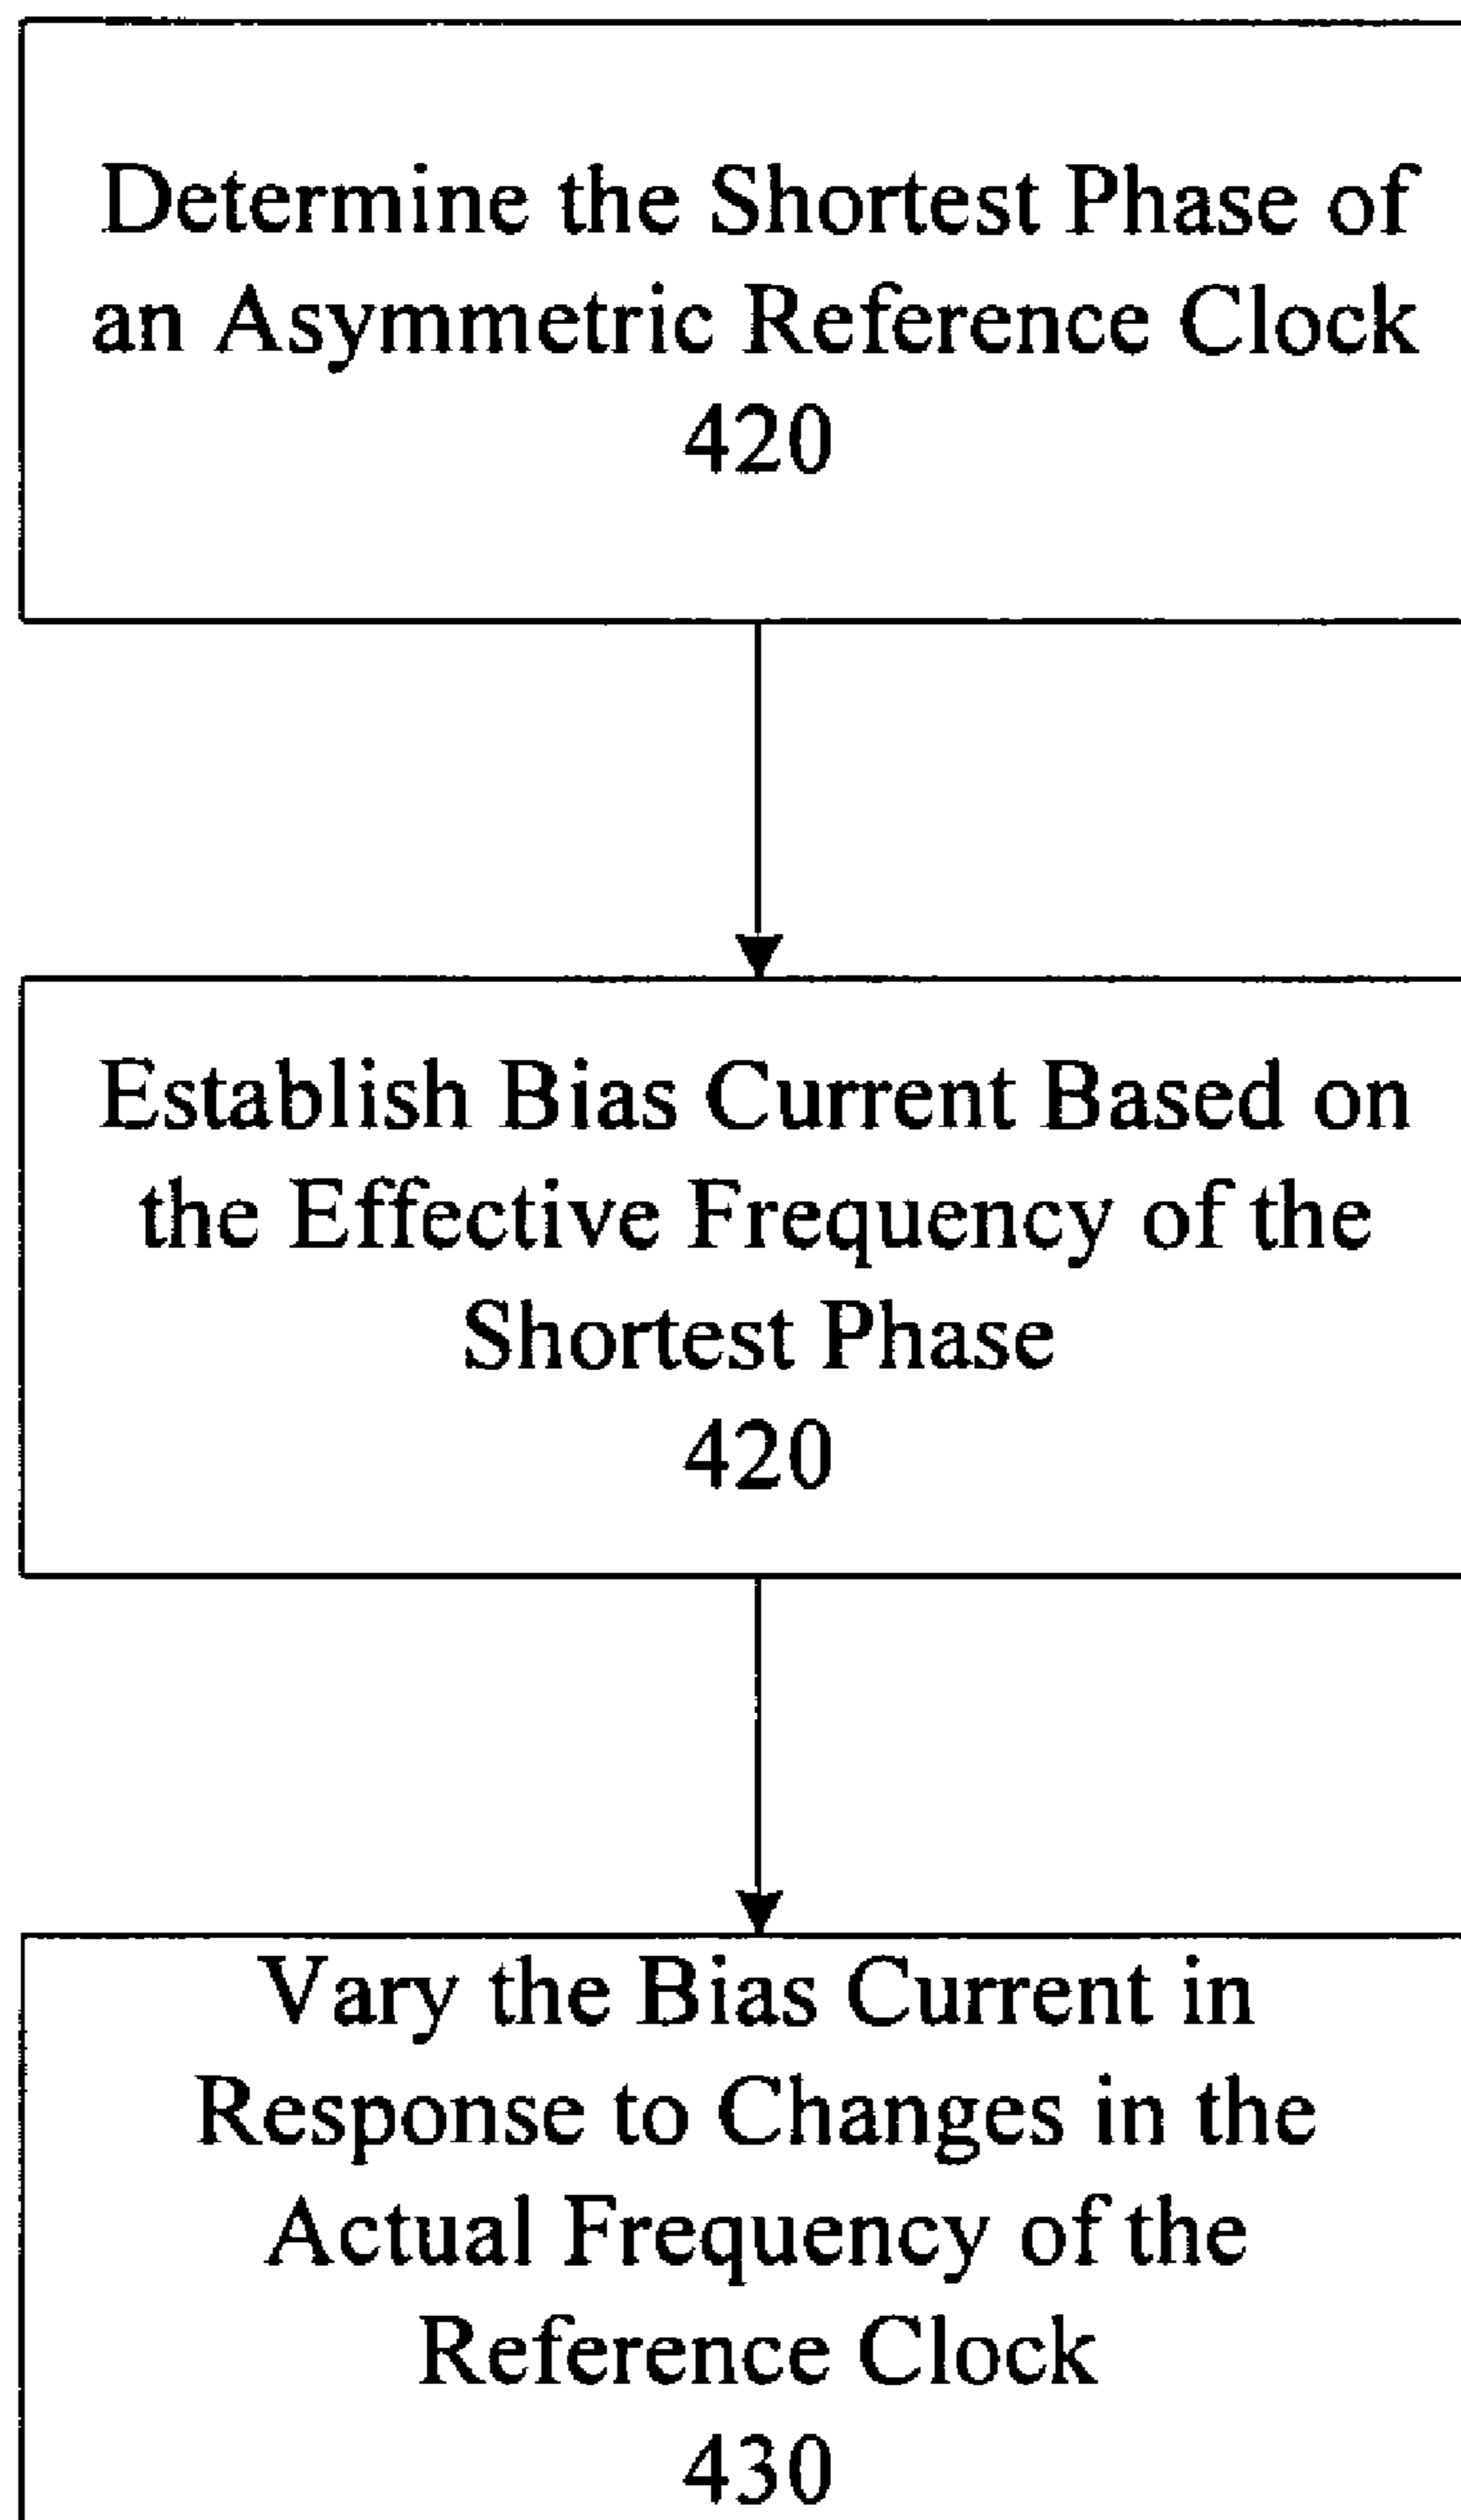 Determine the Shortest Phase of
an Asymmetric Reference Clock
420
Establish Bias Current Based on
the Effective Frequency of the
Shortest Phase
420
Vary the Bias Current in
Response to Changes in the
Actual Frequency of the
Reference Clock
430